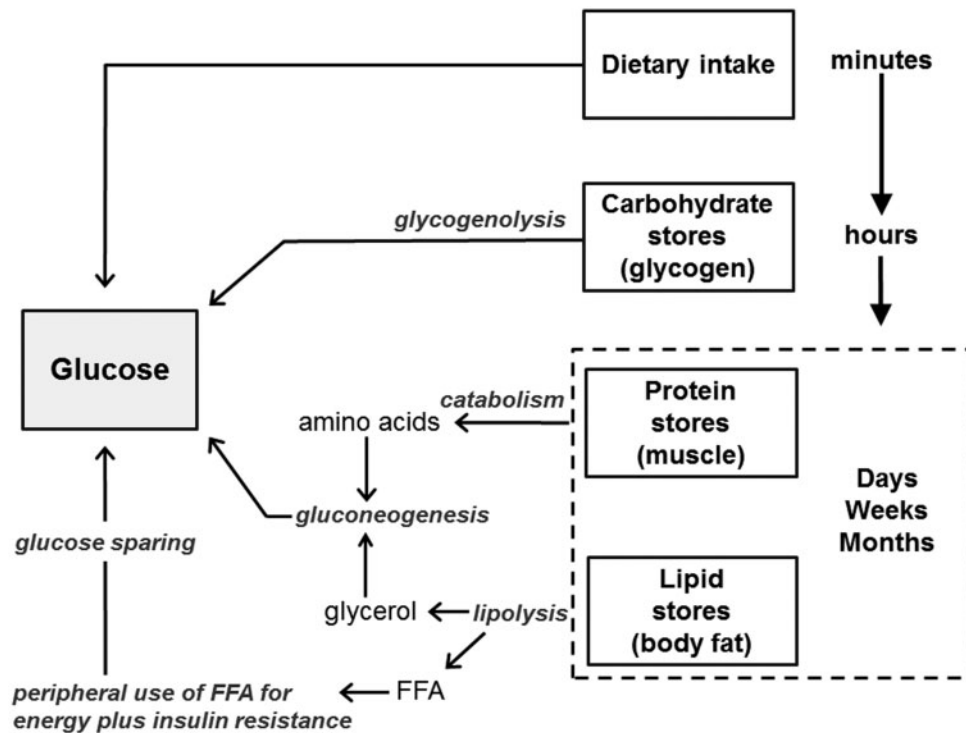 Dietary intake
minutes
glycogenolysis
Carbohydrate
stores
(glycogen)
hours
Glucose
catabolism
amino acids
Protein
stores
(muscle)
Days
Weeks
Months
gluconeogenesis
glucose sparing
glycerol
lipolysis
Lipid
stores
(body fat)
FFA
peripheral use of FFA for
energy plus insulin resistance